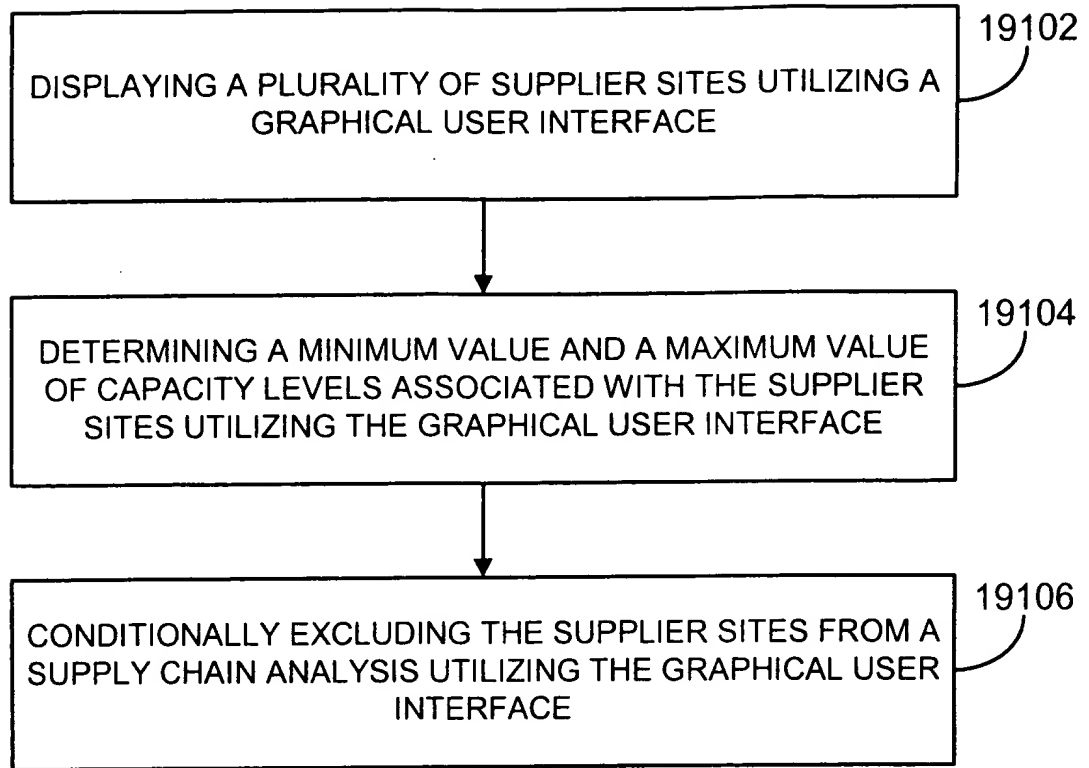 19102
DISPLAYING A PLURALITY OF SUPPLIER SITES UTILIZING A
GRAPHICAL USER INTERFACE
19104
DETERMINING A MINIMUM VALUE AND A MAXIMUM VALUE
OF CAPACITY LEVELS ASSOCIATED WITH THE SUPPLIER
SITES UTILIZING THE GRAPHICAL USER INTERFACE
19106
CONDITIONALLY EXCLUDING THE SUPPLIER SITES FROM A
SUPPLY CHAIN ANALYSIS UTILIZING THE GRAPHICAL USER
INTERFACE